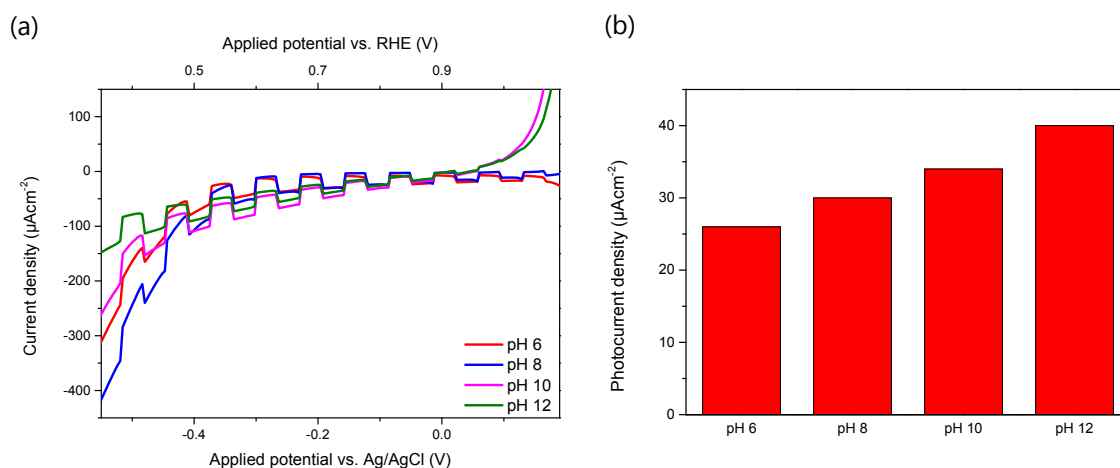 (a)
Applied potential vs. RHE (V)
0.5 0.7 0.9
100
0
-100
-200
-300
-400
Current density (µAcm⁻²)
pH 6
pH 8
pH 10
pH 12
-0.4 -0.2 0.0
Applied potential vs. Ag/AgCl (V)
(b)
40
30
20
10
0
Photocurrent density (µAcm⁻²)
pH 6 pH 8 pH 10 pH 12